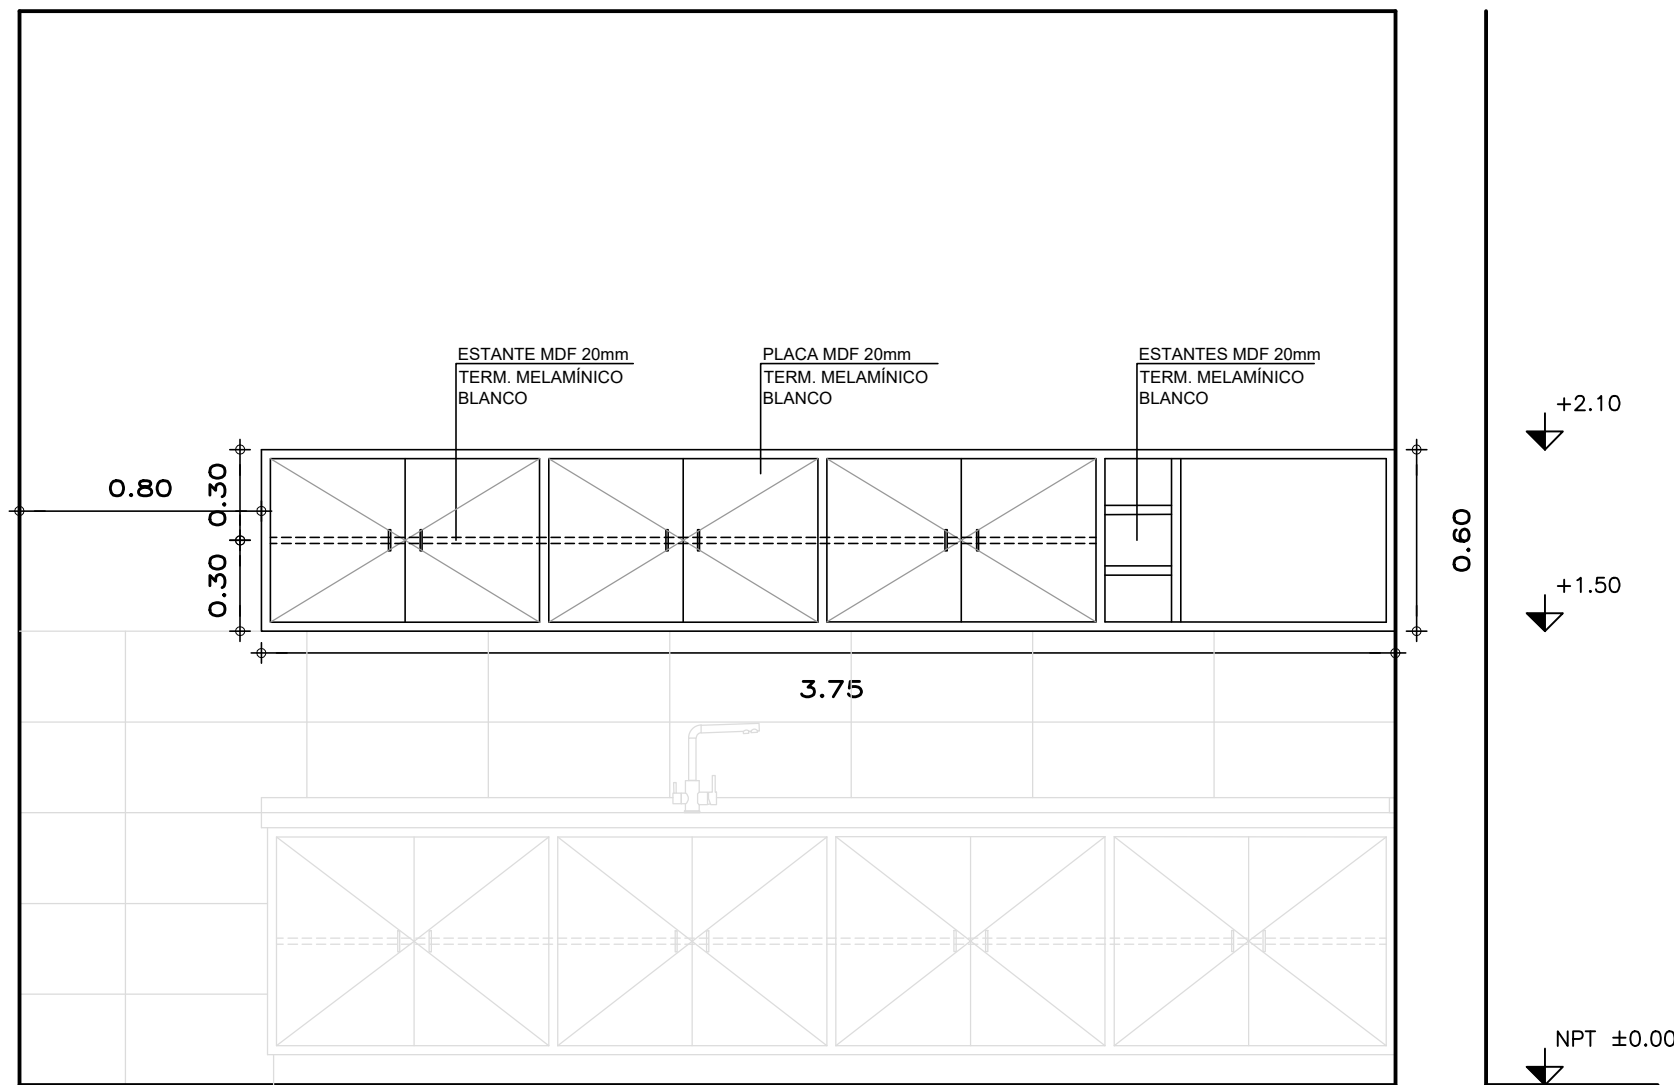 ESTANTE MDF 20mm
TERM. MELAMÍNICO
BLANCO
PLACA MDF 20mm
TERM. MELAMÍNICO
BLANCO
ESTANTES MDF 20mm
TERM. MELAMÍNICO
BLANCO
+2.10
0.80
0.30
0.30
0.60
+1.50
3.75
NPT ±0.00